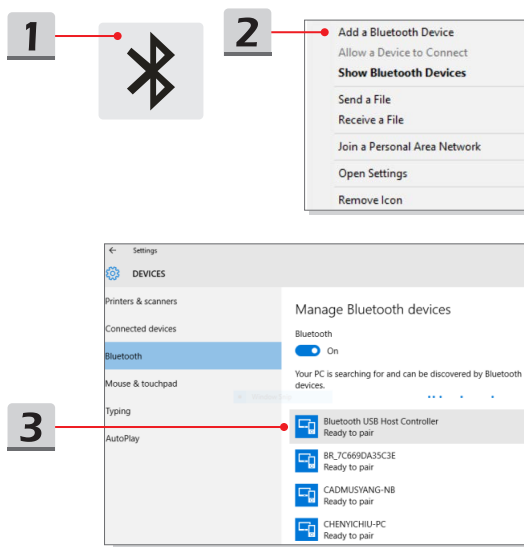 1
2
Add a Bluetooth Device
Allow a Device to Connect
Show Bluetooth Devices
Send a File
Receive a File
Join a Personal Area Network
Open Settings
Remove Icon
Settings
DEVICES
Printers & scanners
Connected devices
Bluetooth
Mouse & touchpad
Typing
AutoPlay
Manage Bluetooth devices
Bluetooth
On
Your PC is searching for and can be discovered by Bluetooth
devices.
3
Bluetooth USB Host Controller
Ready to pair
BR_7C669DA35C3E
Ready to pair
CADMUSYANG-NB
Ready to pair
CHENYICHIU-PC
Ready to pair